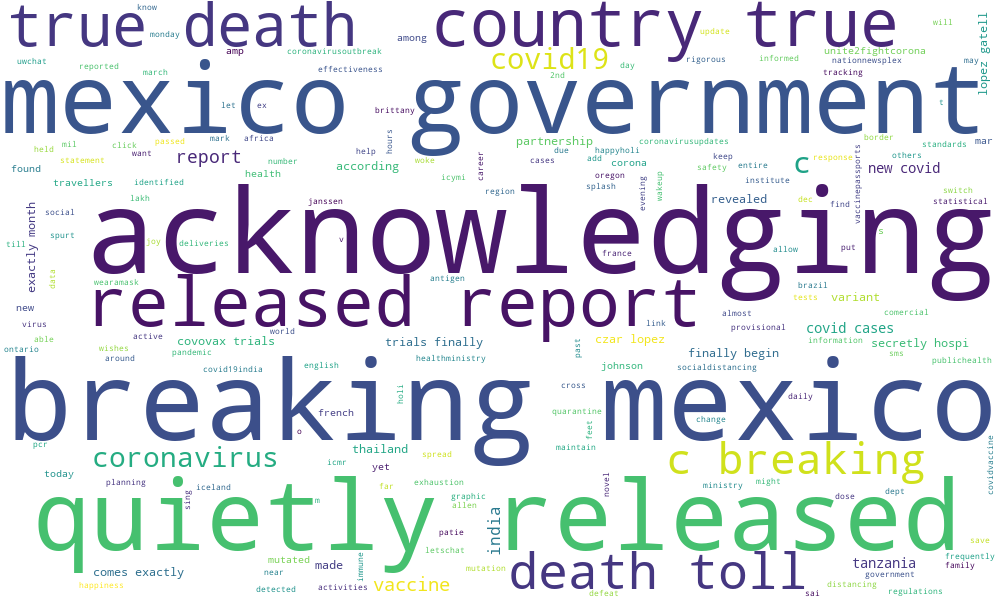 true death
country true
know
monday
amp
coronavirusoutbreak
among
update
will
uwchat
reported
march
effectiveness
covid19
2nd
day
rigorous
informed
unite2fightcorona
nationnewsplex
tracking
may
lopez gatell
mexico government
let
ex
brittany
t
held
mil
click
passed
want
mark
africa
help
hours
partnership
coronavirusupdates
border
standards
mar
statement
report
number
woke
career
cases
due
happyholi
add
corona
keep
safety
entire
c
response
others
new covid
found
health
according
icymi
oregon
travellers
identified
region
splash
evening
wakeup
institute
vaccinepassports
switch
lakh
janssen
revealed
dec
find
statistical
exactly month
social
spurt
till
joy
deliveries
v
france
allow
put
s
acknowledging
data
wearamask
antigen
brazil
tests
variant
new
released report
link
almost
comercial
virus
able
active
world
provisional
covid cases
wishes
covovax trials
trials finally
past
czar lopez
information
secretly hospi
ontario
around
pandemic
healthministry
finally begin
sms
publichealth
covid19india
english
johnson
socialdistancing
holi
cross
daily
breaking mexico
french
quarantine
change
feet
o
pcr
coronavirus
thailand
spread
maintain
icmr
yet
c breaking
covidvaccine
today
planning
iceland
far
exhaustion
ministry
might
novel
graphic
allen
dose
dept
sing
m
quietly released
patie
india
letschat
save
mutated
made
immune
comes exactly
near
mutation
death toll
tanzania
frequently
family
government
happiness
detected
activities
vaccine
defeat
sai
distancing
regulations